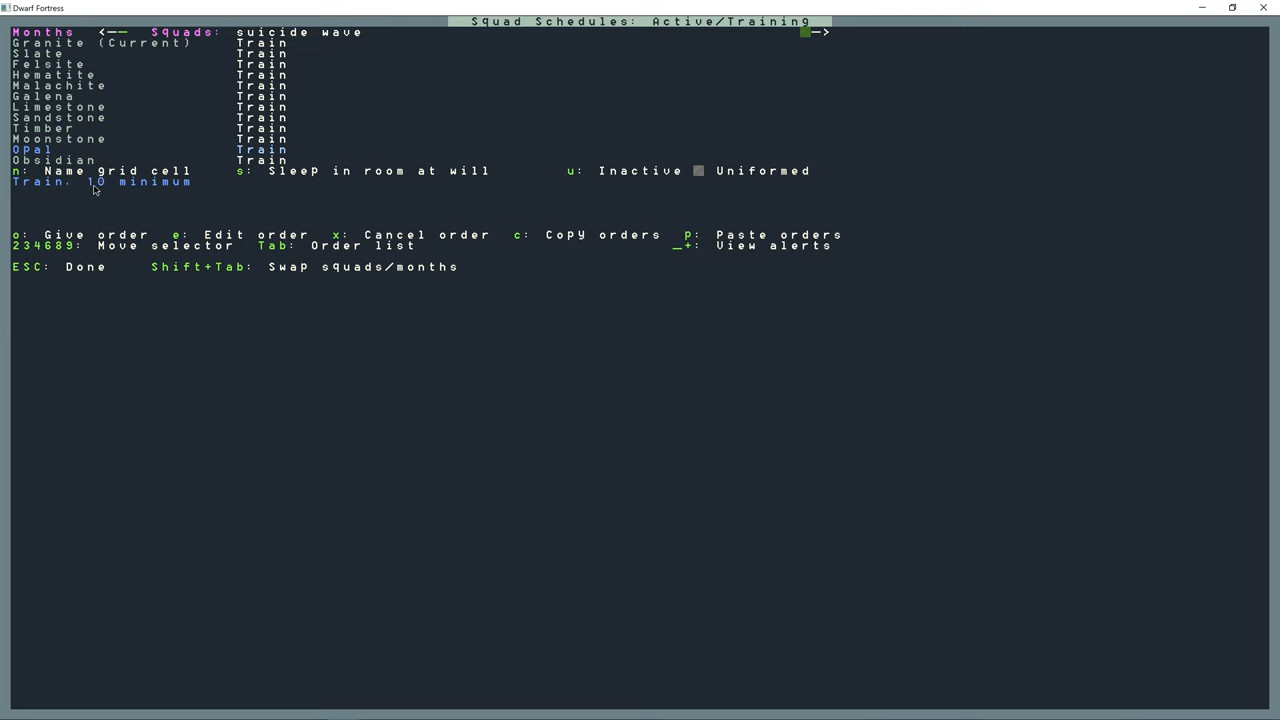 Dwarf Fortress
Squad Schedules: Active/Training
Months <-- Squads: suicide wave -->
Granite (Current) Train
Slate Train
Felsite Train
Hematite Train
Malachite Train
Galena Train
Limestone Train
Sandstone Train
Timber Train
Moonstone Train
Opal Train
Obsidian Train
n: Name grid cell s: Sleep in room at will u: Inactive Uniformed
Train, 10 minimum
o: Give order e: Edit order x: Cancel order c: Copy orders p: Paste orders
234689: Move selector Tab: Order list _+: View alerts
ESC: Done Shift+Tab: Swap squads/months